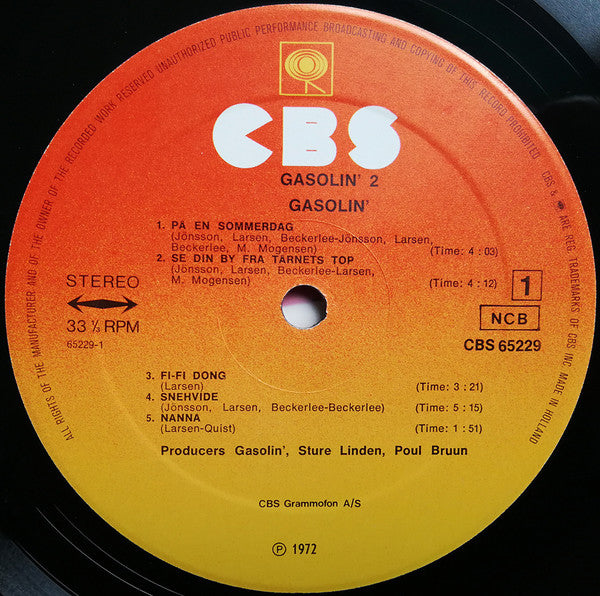 ALL RIGHTS OF THE MANUFACTURER AND OF THE OWNER OF THE RECORDED WORK RESERVED UNAUTHORIZED PUBLIC PERFORMANCE BROADCASTING AND COPYING OF THIS RECORD PROHIBITED CBS & ARE REG TRADEMARKS OF CBS INC. MADE IN HOLLAND
CBS
GASOLIN' 2
GASOLIN'
1. PÅ EN SOMMERDAG
(Jönsson, Larsen, Beckerlee-Jönsson, Larsen,
Beckerlee, M. Mogensen) (Time: 4 : 03)
2. SE DIN BY FRA TARNETS TOP
(Jönsson, Larsen, Beckerlee-Larsen,
M. Mogensen) (Time: 4 : 12)
STEREO
33 ⅓ RPM
65229-1
1
NCB
CBS 65229
3. FI-FI DONG
(Larsen) (Time: 3 : 21)
4. SNEHVIDE
(Jönsson, Larsen, Beckerlee-Beckerlee) (Time: 5 : 15)
5. NANNA
(Larsen-Quist) (Time: 1 : 51)
Producers Gasolin', Sture Linden, Poul Bruun
CBS Grammofon A/S
℗ 1972